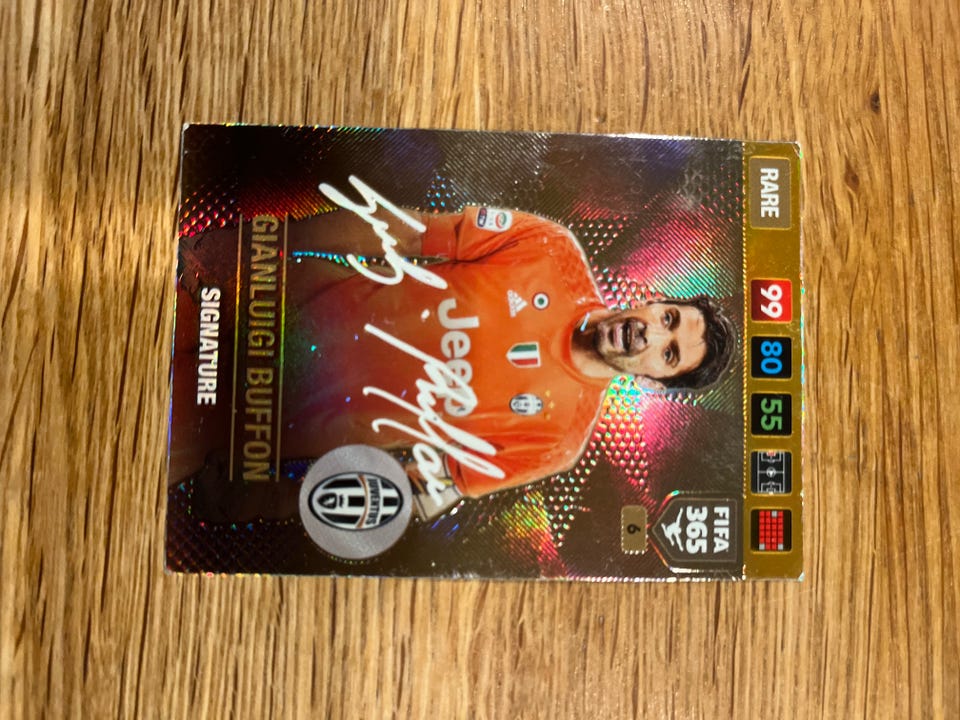 RARE
99
80
55
FIFA
365
6
Jeep
JUVENTUS
GIANLUIGI BUFFON
SIGNATURE